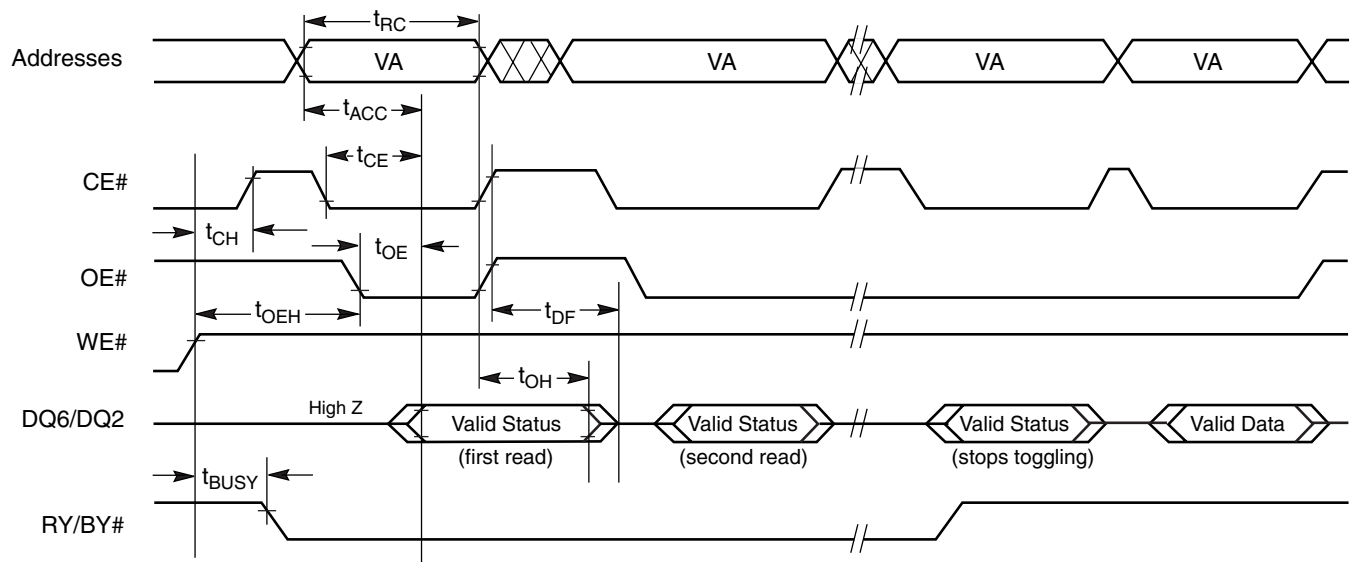 tRC
Addresses VA VA VA VA
tACC
tCE
CE#
tCH tOE
OE#
tOEH tDF
WE#
tOH
High Z
DQ6/DQ2 Valid Status Valid Status Valid Status Valid Data
(first read) (second read) (stops toggling)
tBUSY
RY/BY#